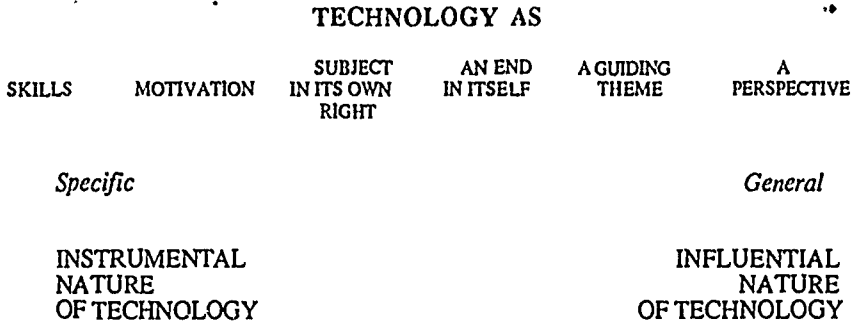 TECHNOLOGY AS
SKILLS
MOTIVATION
SUBJECT
IN ITS OWN
RIGHT
AN END
IN ITSELF
A GUIDING
THEME
A
PERSPECTIVE
Specific
General
INSTRUMENTAL
NATURE
OF TECHNOLOGY
INFLUENTIAL
NATURE
OF TECHNOLOGY